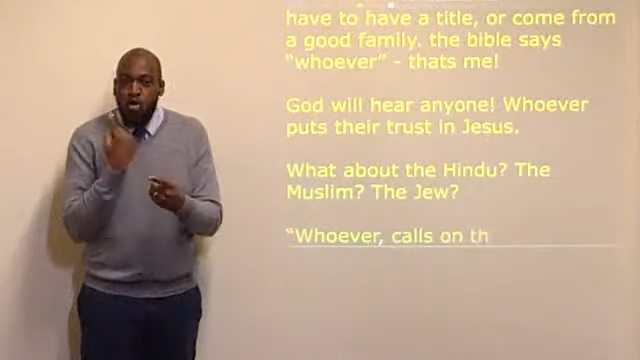 have to have a title, or come from
a good family. the bible says
“whoever” - thats me!
God will hear anyone! Whoever
puts their trust in Jesus.
What about the Hindu? The
Muslim? The Jew?
“Whoever, calls on th